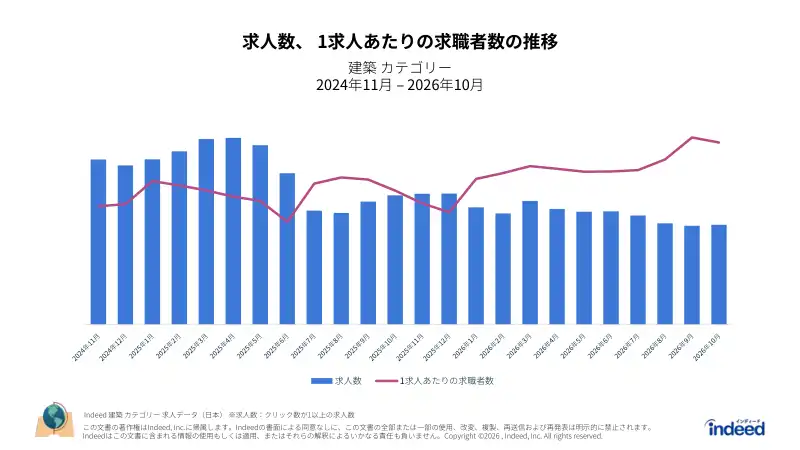 求人数、 1求人あたりの求職者数の推移
建築 カテゴリー
2024年11月 – 2026年10月
2024年11月
2024年12月
2025年1月
2025年2月
2025年3月
2025年4月
2025年5月
2025年6月
2025年7月
2025年8月
2025年9月
2025年10月
2025年11月
2025年12月
2026年1月
2026年2月
2026年3月
2026年4月
2026年5月
2026年6月
2026年7月
2026年8月
2026年9月
2026年10月
求人数 1求人あたりの求職者数
Indeed 建築 カテゴリー 求人データ（日本） ※求人数：クリック数が1以上の求人数
この文書の著作権はIndeed, Inc.に帰属します。Indeedの書面による同意なしに、この文書の全部または一部の使用、改変、複製、再送信および再発表は明示的に禁止されます。
Indeedはこの文書に含まれる情報の使用もしくは適用、またはそれらの解釈によるいかなる責任も負いません。Copyright ©2026 , Indeed, Inc. All rights reserved.
インディード
indeed